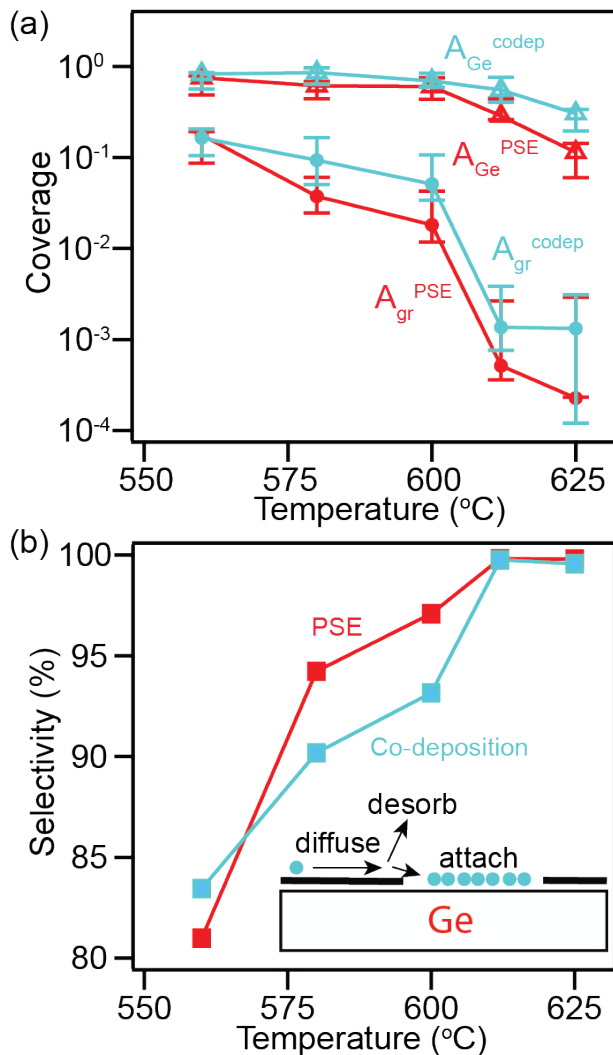 (a)
Coverage
10⁰
10⁻¹
10⁻²
10⁻³
10⁻⁴
A_Ge^codep
A_Ge^PSE
A_gr^codep
A_gr^PSE
550 575 600 625
Temperature (°C)
(b)
Selectivity (%)
100
95
90
85
80
PSE
Co-deposition
desorb
diffuse
attach
Ge
550 575 600 625
Temperature (°C)